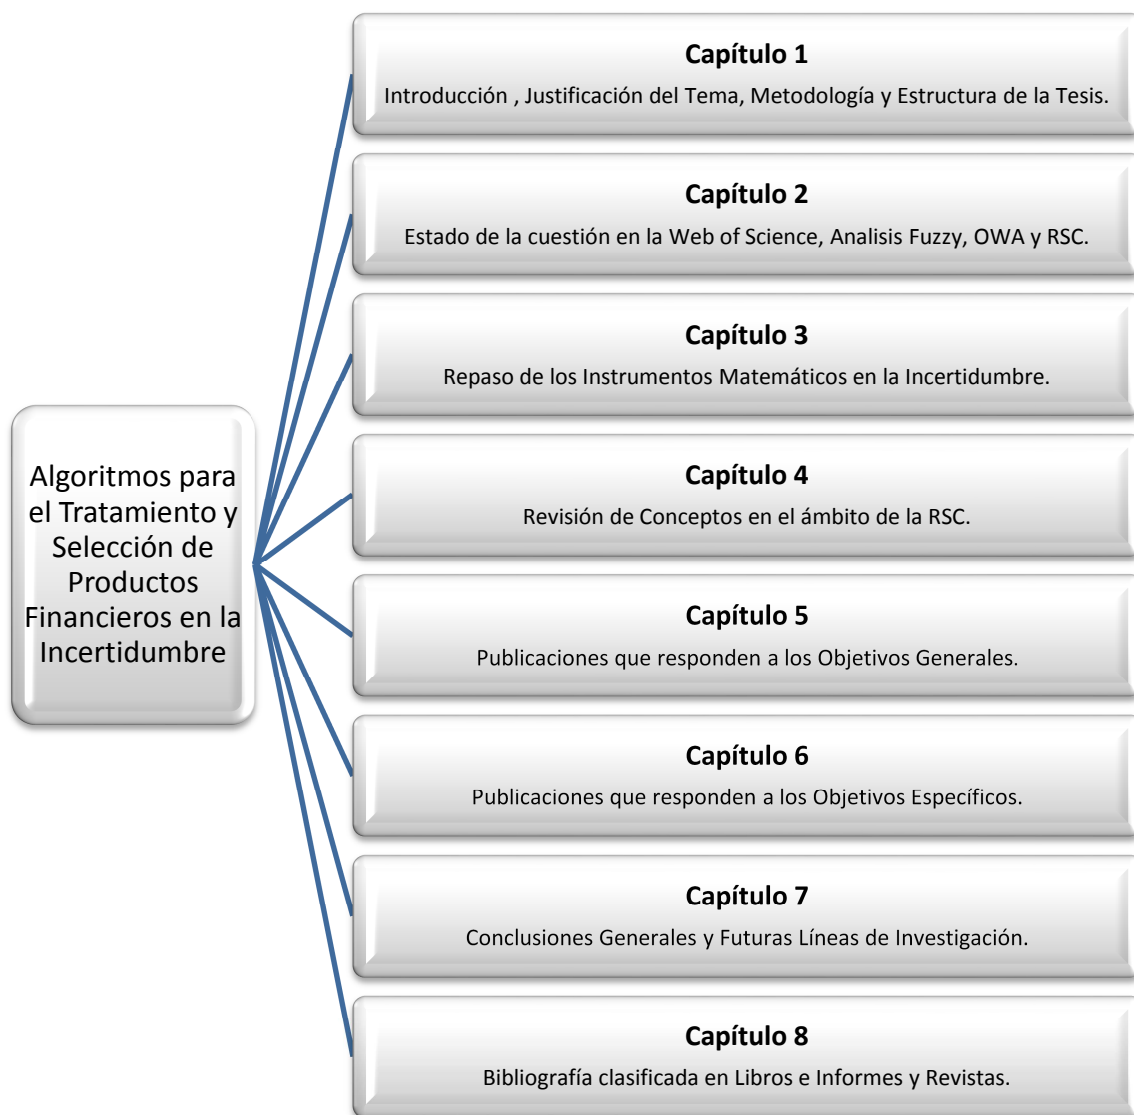 Algoritmos para
el Tratamiento y
Selección de
Productos
Financieros en la
Incertidumbre
Capítulo 1
Introducción , Justificación del Tema, Metodología y Estructura de la Tesis.
Capítulo 2
Estado de la cuestión en la Web of Science, Analisis Fuzzy, OWA y RSC.
Capítulo 3
Repaso de los Instrumentos Matemáticos en la Incertidumbre.
Capítulo 4
Revisión de Conceptos en el ámbito de la RSC.
Capítulo 5
Publicaciones que responden a los Objetivos Generales.
Capítulo 6
Publicaciones que responden a los Objetivos Específicos.
Capítulo 7
Conclusiones Generales y Futuras Líneas de Investigación.
Capítulo 8
Bibliografía clasificada en Libros e Informes y Revistas.